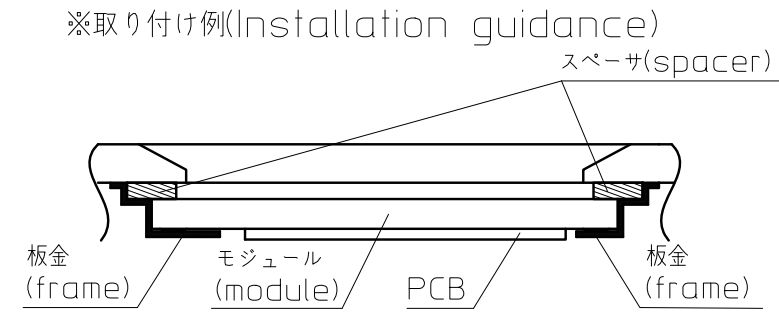 ※取り付け例(Installation guidance)
スペーサ(spacer)
板金
(frame)
モジュール
(module)
PCB
板金
(frame)